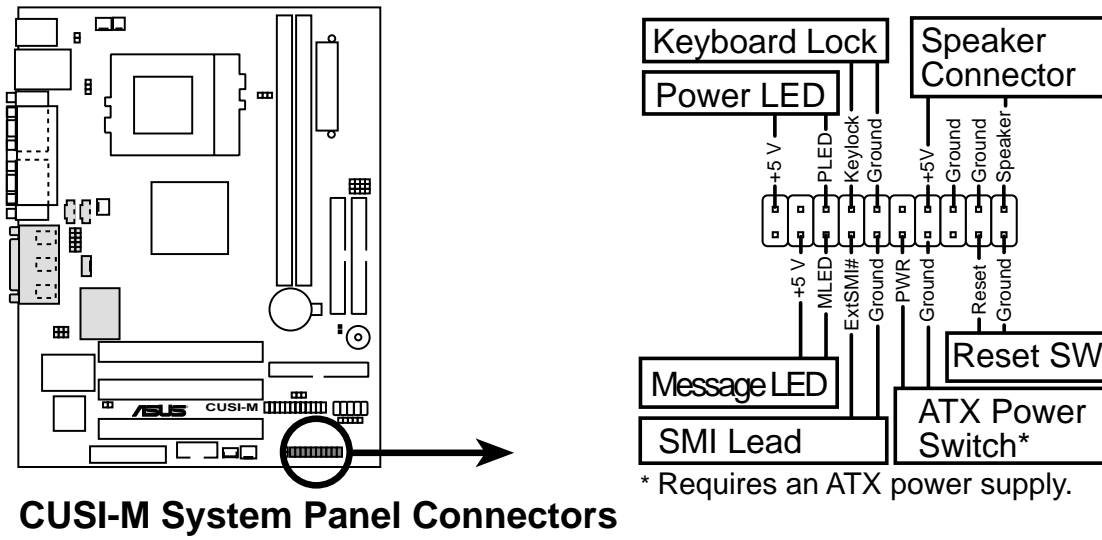 Keyboard Lock
Speaker
Connector
Power LED
+5 V
PLED
Keylock
Ground
+5V
Ground
Ground
Speaker
+5 V
MLED
ExtSMI#
Ground
PWR
Ground
Reset
Ground
Reset SW
Message LED
ATX Power
Switch*
SMI Lead
* Requires an ATX power supply.
ASUS CUSI-M
CUSI-M System Panel Connectors